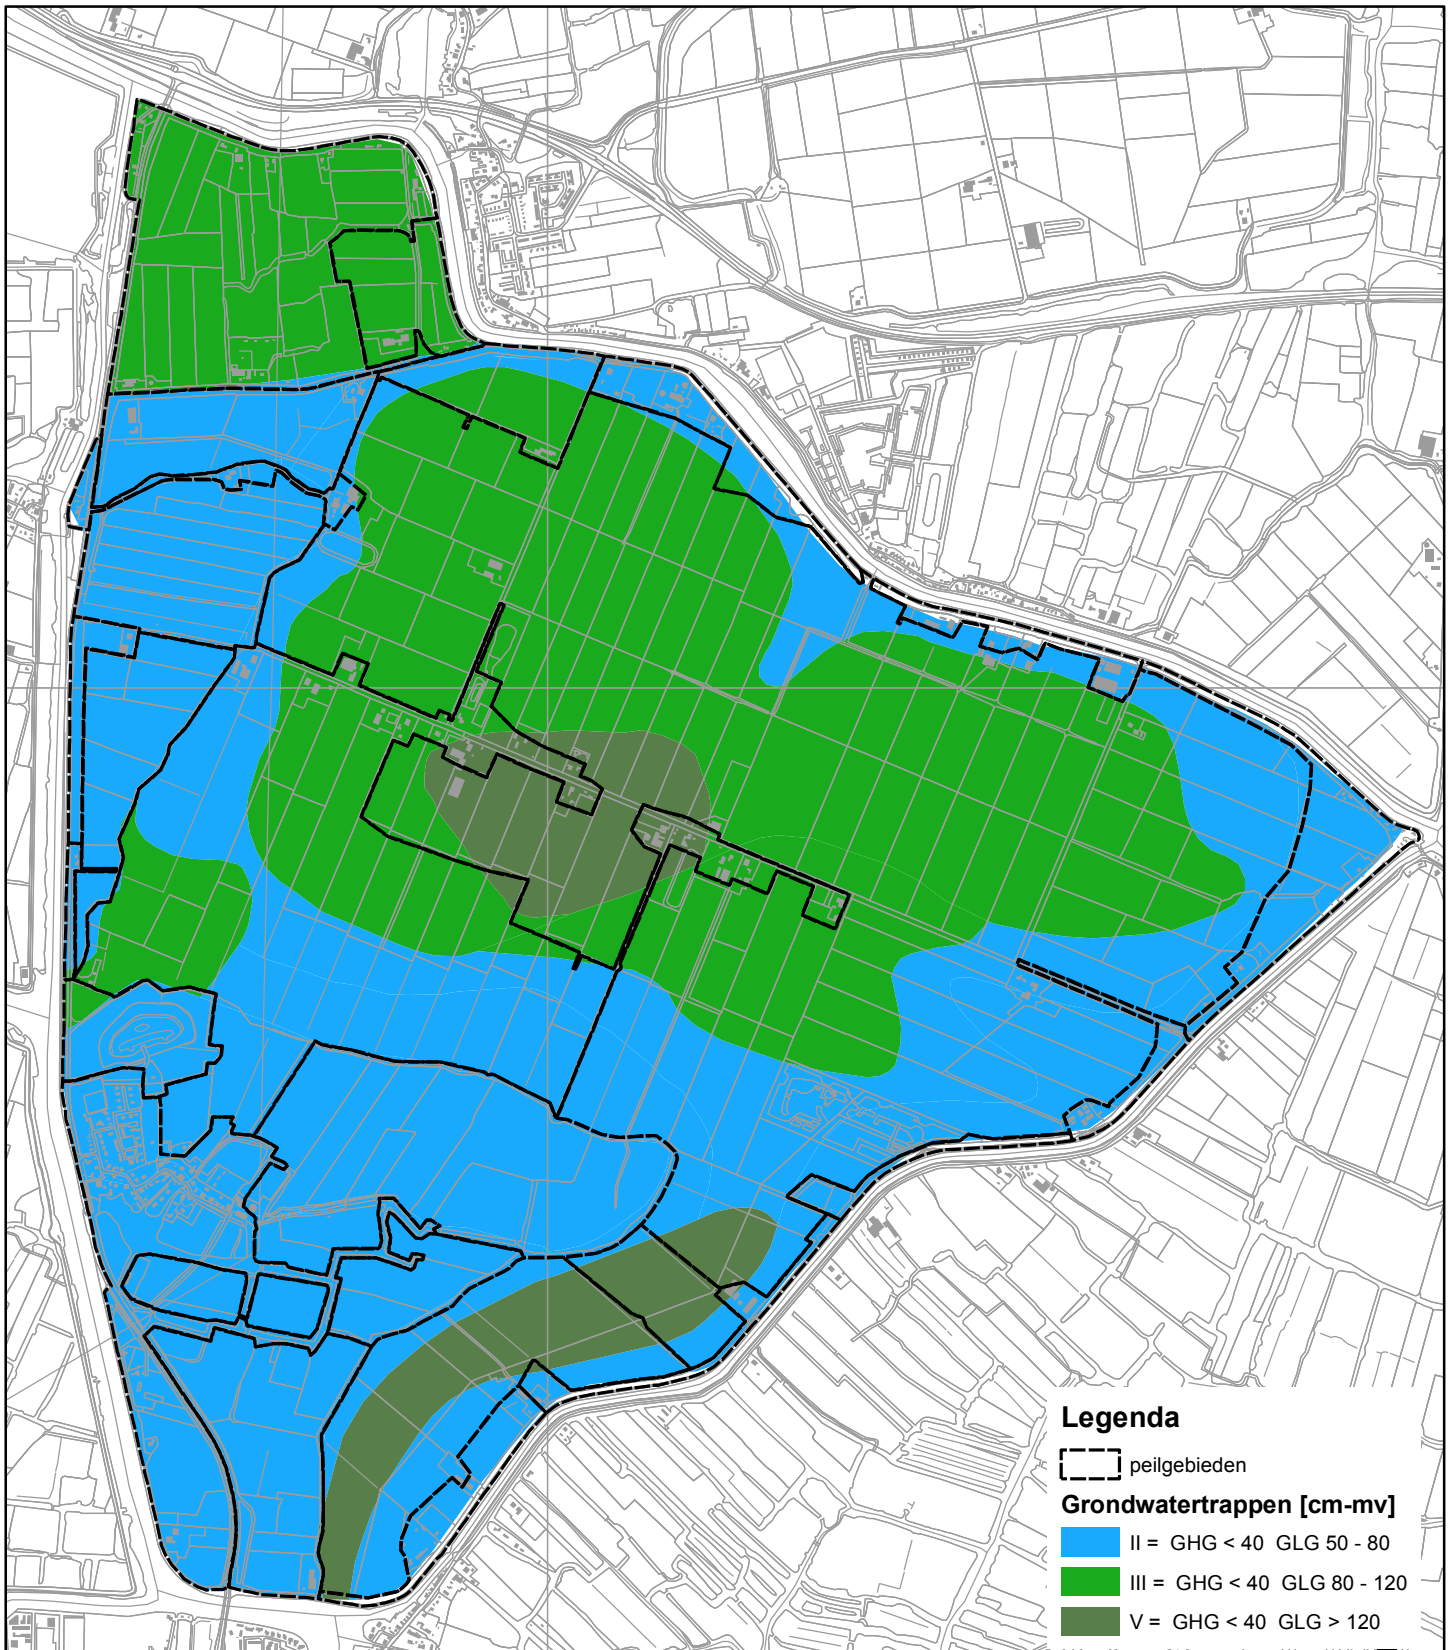 Legenda
peilgebieden
Grondwatertrappen [cm-mv]
II = GHG < 40 GLG 50 - 80
III = GHG < 40 GLG 80 - 120
V = GHG < 40 GLG > 120